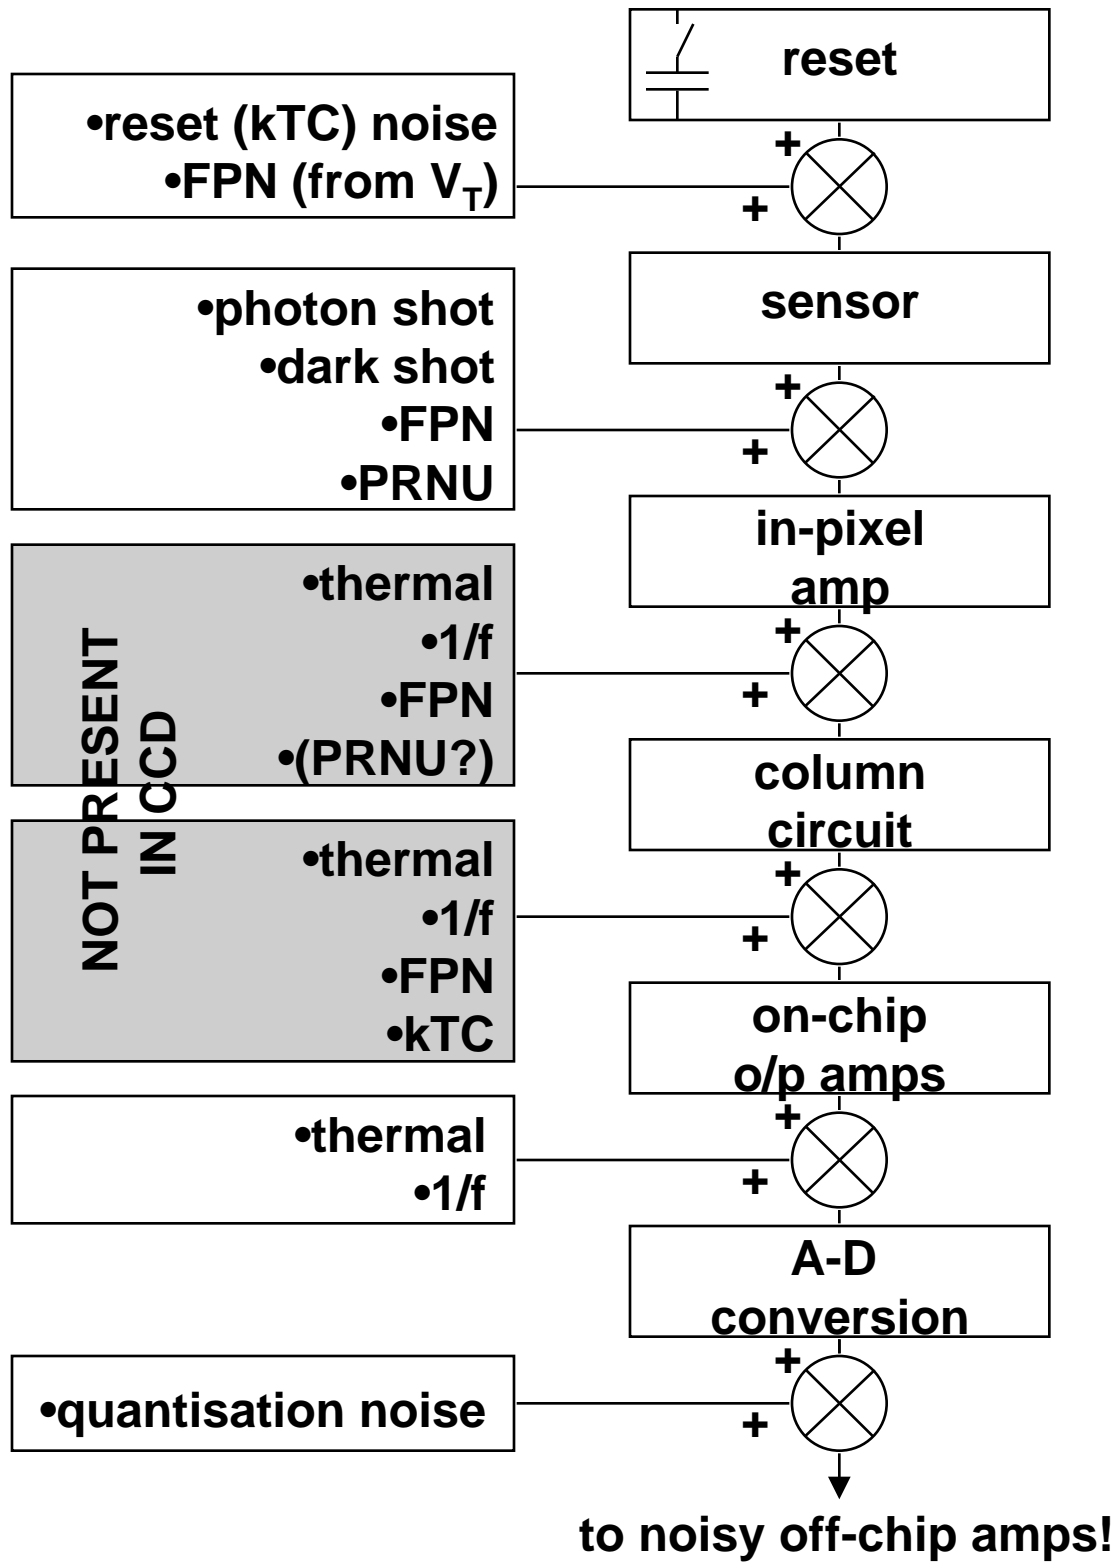 reset
•reset (kTC) noise
•FPN (from V_T)
+
+
sensor
•photon shot
•dark shot
•FPN
•PRNU
+
+
in-pixel
amp
NOT PRESENT
IN CCD
•thermal
•1/f
•FPN
•(PRNU?)
+
+
column
circuit
•thermal
•1/f
•FPN
•kTC
+
+
on-chip
o/p amps
•thermal
•1/f
+
+
A-D
conversion
•quantisation noise
+
+
to noisy off-chip amps!